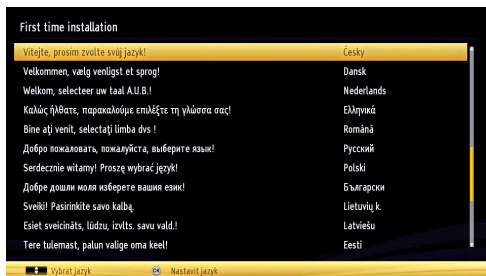 First time installation
Vítejte, prosím zvolte svůj jazyk! Česky
Velkommen, vælg venligst et sprog! Dansk
Welkom, selecteer uw taal A.U.B.! Nederlands
Καλώς ήλθατε, παρακαλούμε επιλέξτε τη γλώσσα σας! Ελληνικά
Bine aţi venit, selectaţi limba dvs ! Română
Добро пожаловать, пожалуйста, выберите язык! Русский
Serdecznie witamy! Proszę wybrać język! Polski
Добре дошли моля изберете вашия език! Български
Sveiki! Pasirinkite savo kalbą. Lietuvių k.
Esiet sveicināts, lūdzu, izvlts. savu vald.! Latviešu
Tere tulemast, palun valige oma keel! Eesti
Vybrat jazyk OK Nastavit jazyk